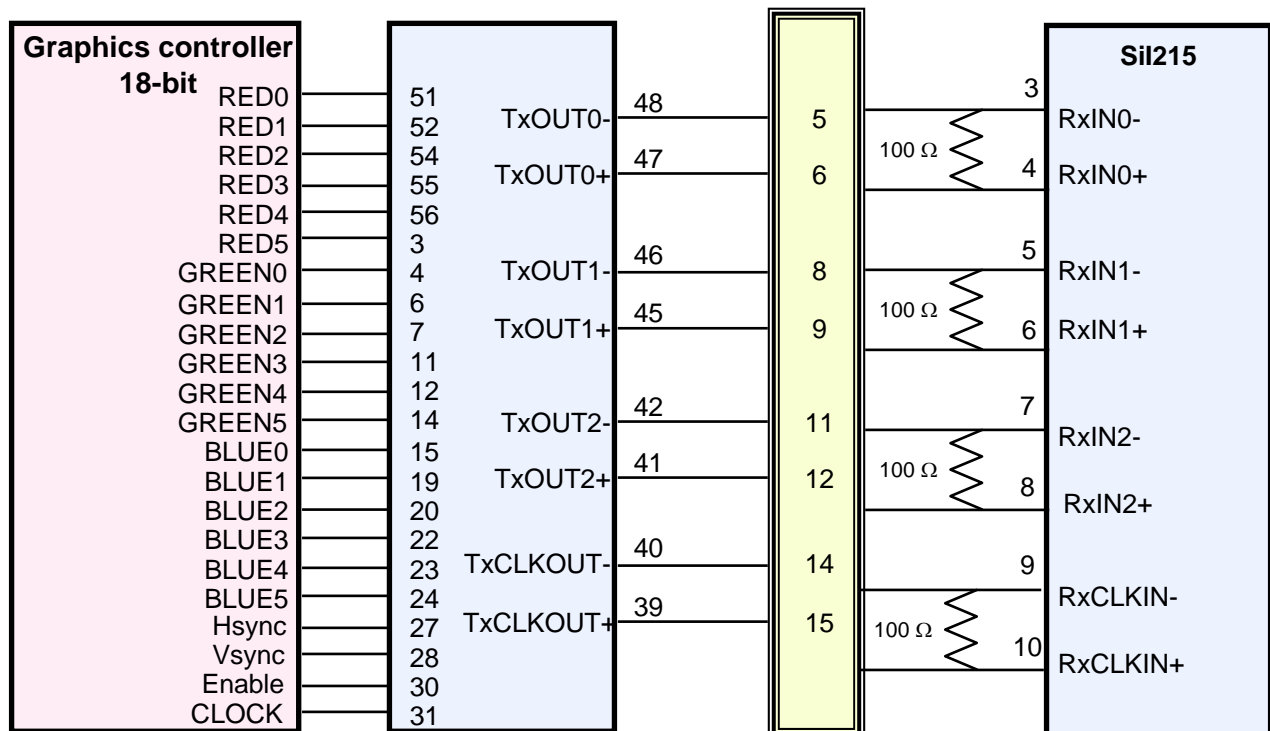 Graphics controller
18-bit
RED0
RED1
RED2
RED3
RED4
RED5
GREEN0
GREEN1
GREEN2
GREEN3
GREEN4
GREEN5
BLUE0
BLUE1
BLUE2
BLUE3
BLUE4
BLUE5
Hsync
Vsync
Enable
CLOCK
51
52
54
55
56
3
4
6
7
11
12
14
15
19
20
22
23
24
27
28
30
31
TxOUT0- 48
TxOUT0+ 47
TxOUT1- 46
TxOUT1+ 45
TxOUT2- 42
TxOUT2+ 41
TxCLKOUT- 40
TxCLKOUT+ 39
5
6
8
9
11
12
14
15
SiI215
3 RxIN0-
100 Ω
4 RxIN0+
5 RxIN1-
100 Ω
6 RxIN1+
7 RxIN2-
100 Ω
8 RxIN2+
9 RxCLKIN-
100 Ω
10 RxCLKIN+